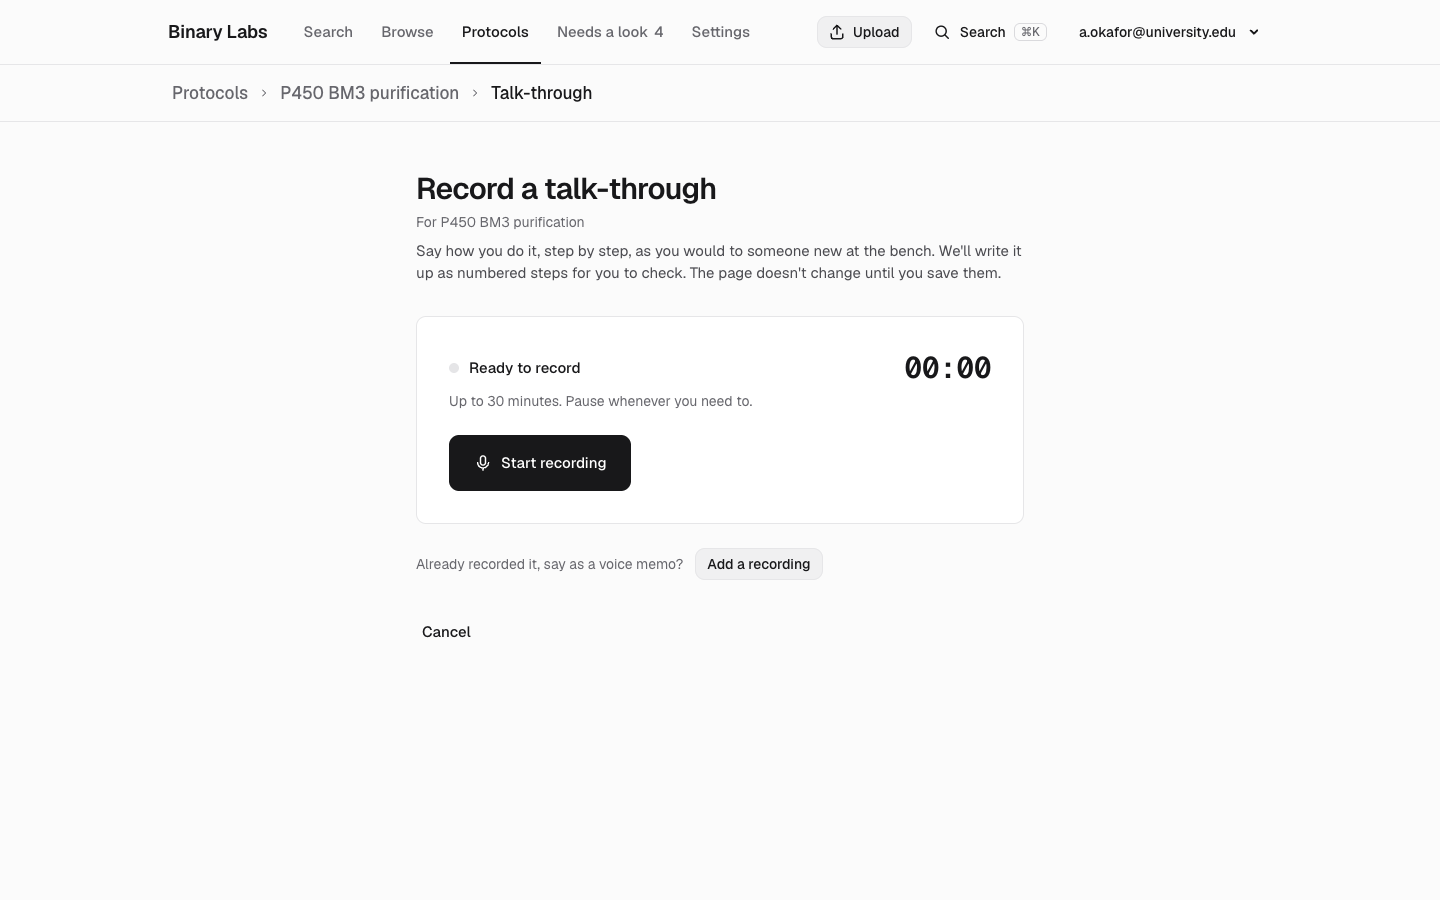 Binary Labs Search Browse Protocols Needs a look 4 Settings Upload Search ⌘K a.okafor@university.edu
Protocols › P450 BM3 purification › Talk-through
Record a talk-through
For P450 BM3 purification
Say how you do it, step by step, as you would to someone new at the bench. We'll write it
up as numbered steps for you to check. The page doesn't change until you save them.
Ready to record 00:00
Up to 30 minutes. Pause whenever you need to.
Start recording
Already recorded it, say as a voice memo? Add a recording
Cancel